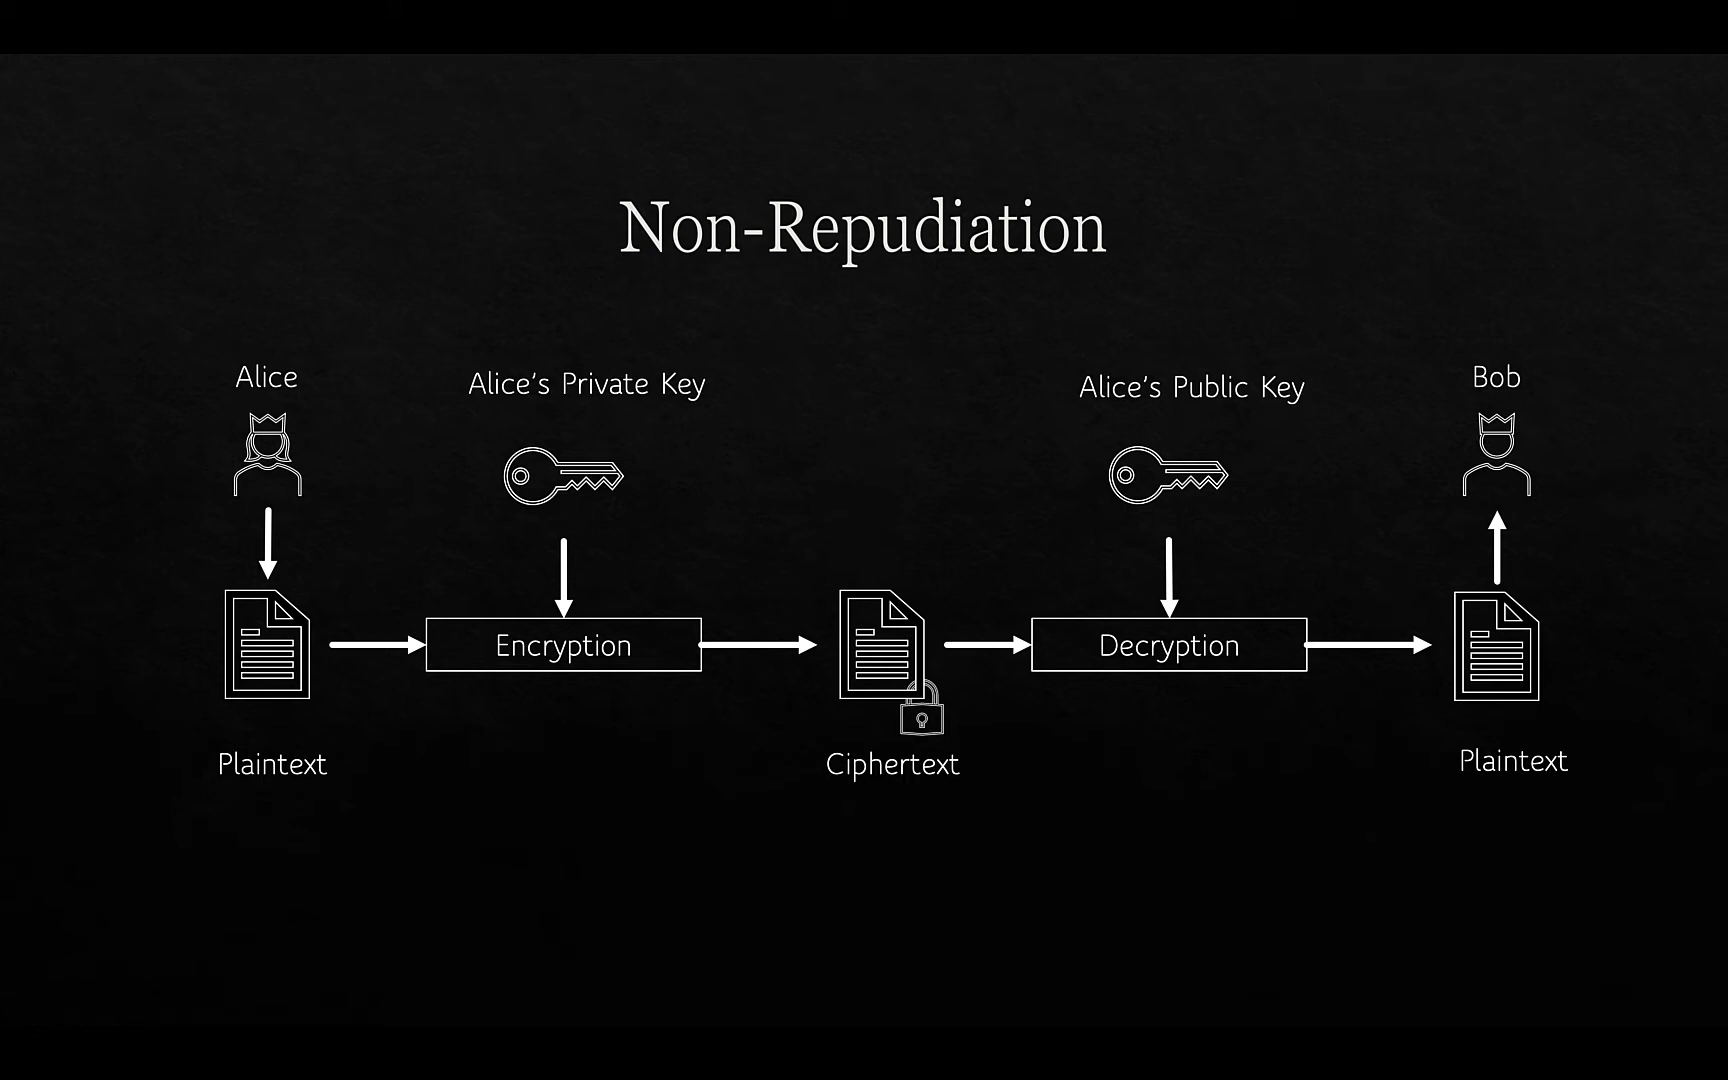 Non-Repudiation
Alice
Alice's Private Key
Alice's Public Key
Bob
Encryption
Decryption
Plaintext
Ciphertext
Plaintext